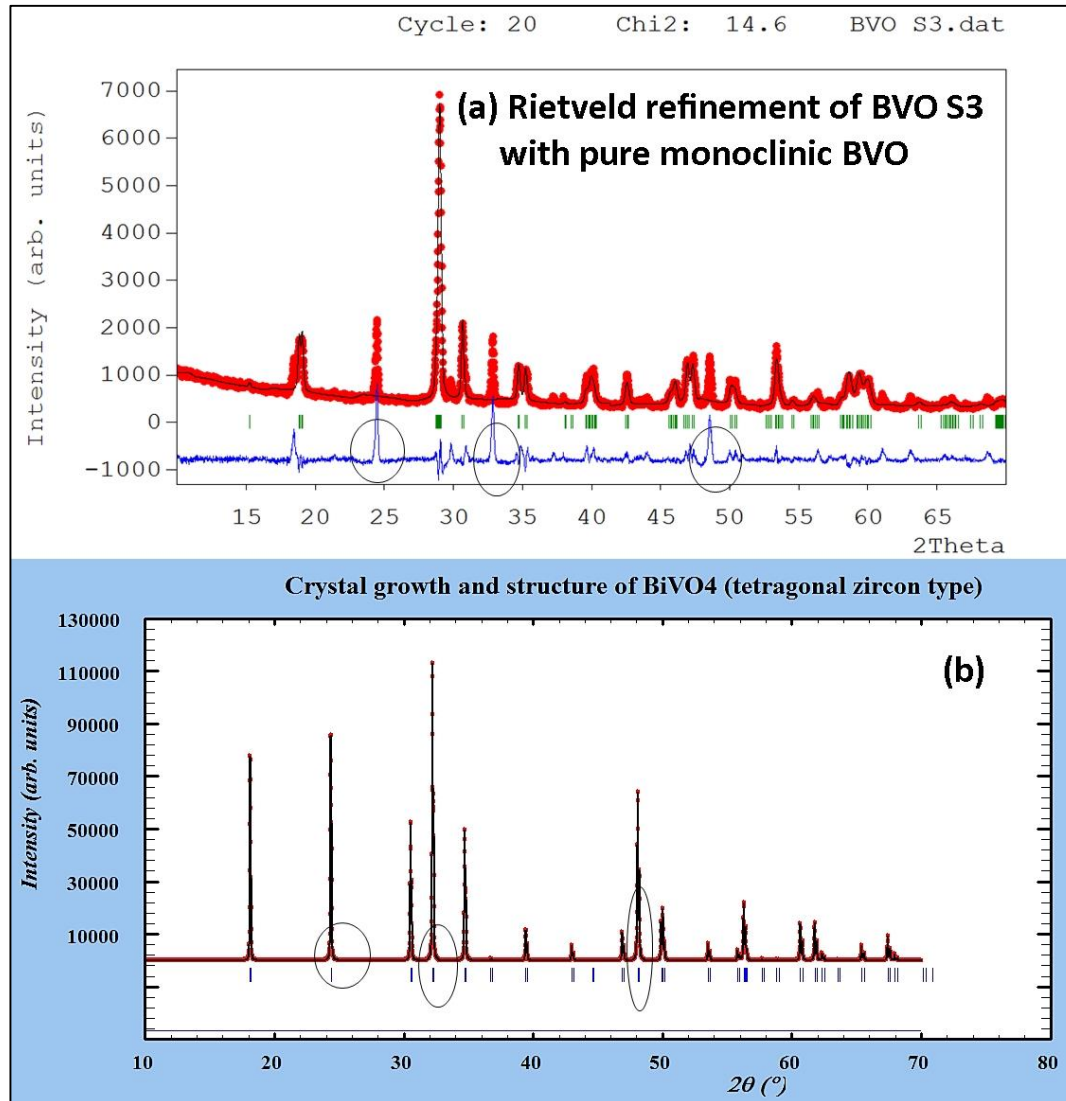 Cycle: 20 Chi2: 14.6 BVO S3.dat
(a) Rietveld refinement of BVO S3
with pure monoclinic BVO
Intensity (arb. units)
7000
6000
5000
4000
3000
2000
1000
0
-1000
15 20 25 30 35 40 45 50 55 60 65
2Theta
Crystal growth and structure of BiVO4 (tetragonal zircon type)
(b)
Intensity (arb. units)
130000
110000
90000
70000
50000
30000
10000
10 20 30 40 50 60 70 80
2θ (°)